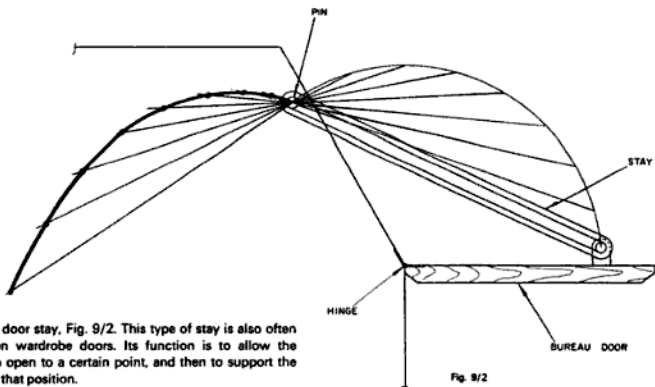 PIN
STAY
HINGE
BUREAU DOOR
door stay, Fig. 9/2. This type of stay is also often
n wardrobe doors. Its function is to allow the
open to a certain point, and then to support the
that position.
Fig. 9/2